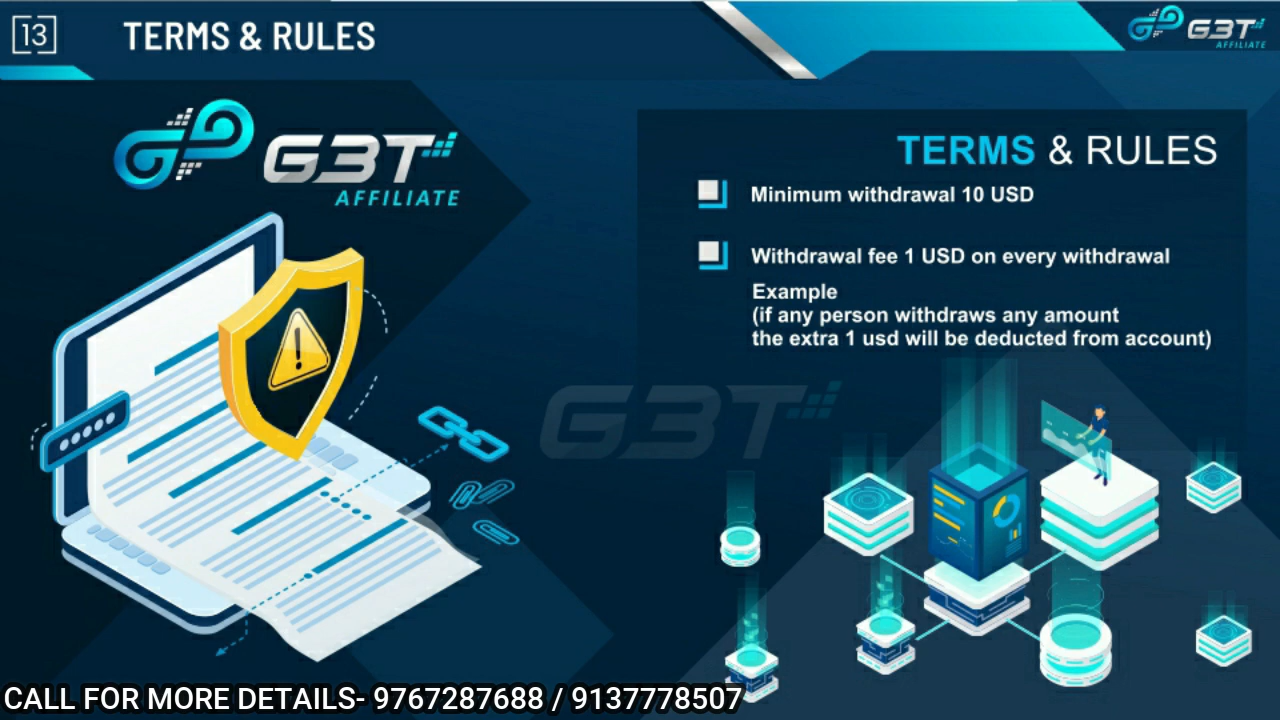 13
TERMS & RULES
G3T
AFFILIATE
G3T
AFFILIATE
TERMS & RULES
Minimum withdrawal 10 USD
Withdrawal fee 1 USD on every withdrawal
Example
(if any person withdraws any amount
the extra 1 usd will be deducted from account)
G3T
CALL FOR MORE DETAILS- 9767287688 / 9137778507